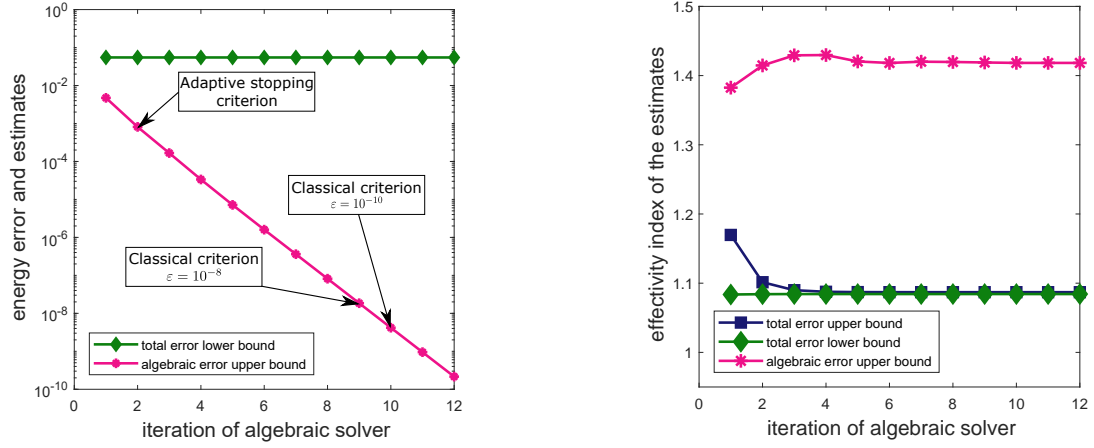 energy error and estimates
10^0
10^-2
10^-4
10^-6
10^-8
10^-10
Adaptive stopping
criterion
Classical criterion
ε = 10^-10
Classical criterion
ε = 10^-8
total error lower bound
algebraic error upper bound
0 2 4 6 8 10 12
iteration of algebraic solver
effectivity index of the estimates
1.5
1.4
1.3
1.2
1.1
1
total error upper bound
total error lower bound
algebraic error upper bound
0 2 4 6 8 10 12
iteration of algebraic solver